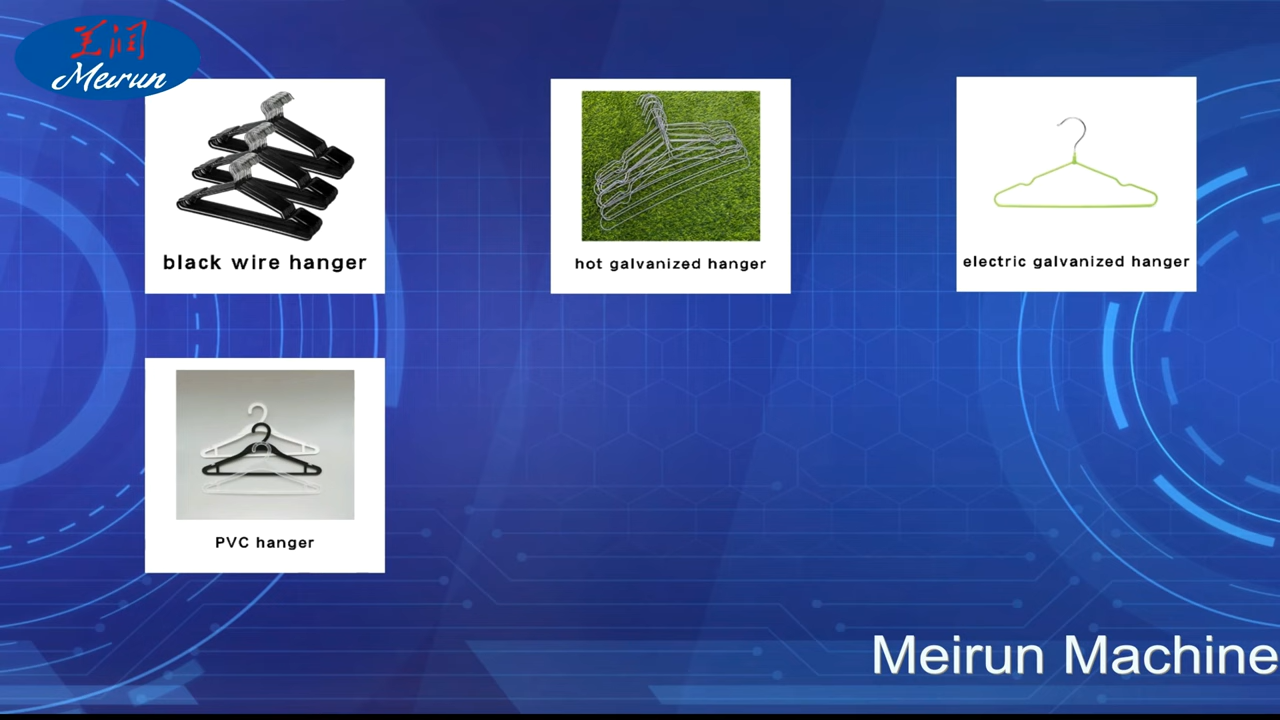 美润
Meirun
black wire hanger
hot galvanized hanger
electric galvanized hanger
PVC hanger
Meirun Machine